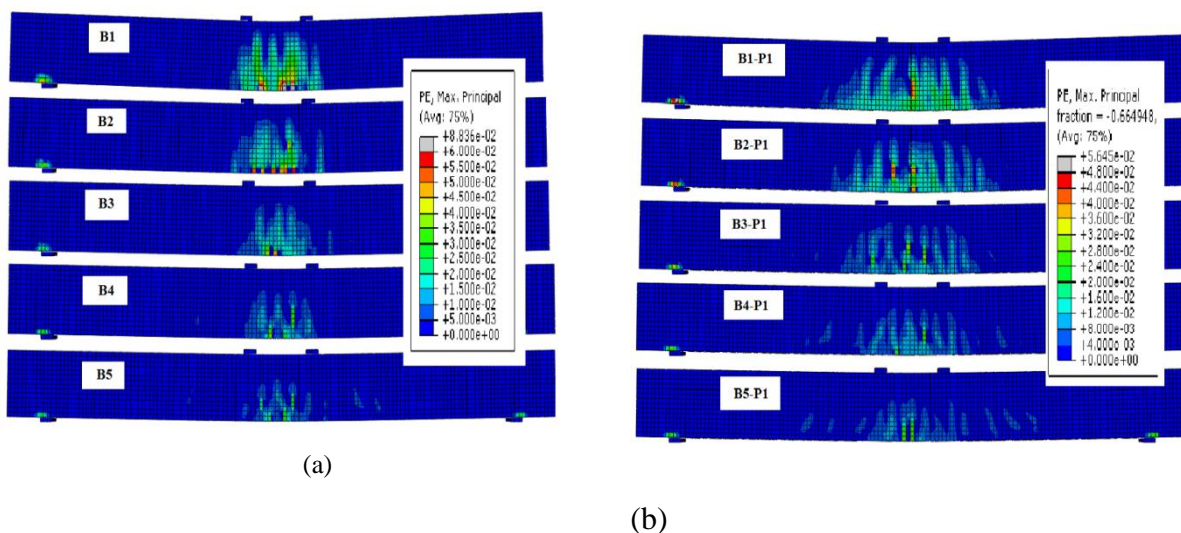 B1
B2
B3
B4
B5
PE, Max. Principal
(Avg: 75%)
+8.836e-02
+6.000e-02
+5.500e-02
+5.000e-02
+4.500e-02
+4.000e-02
+3.500e-02
+3.000e-02
+2.500e-02
+2.000e-02
+1.500e-02
+1.000e-02
+5.000e-03
+0.000e+00
(a)
B1-P1
B2-P1
B3-P1
B4-P1
B5-P1
PE, Max. Principal
fraction = -0.664948,
(Avg: 75%)
+5.645e-02
+4.800e-02
+4.400e-02
+4.000e-02
+3.600e-02
+3.200e-02
+2.800e-02
+2.400e-02
+2.000e-02
+1.600e-02
+1.200e-02
+8.000e-03
+4.000e-03
+0.000e+00
(b)